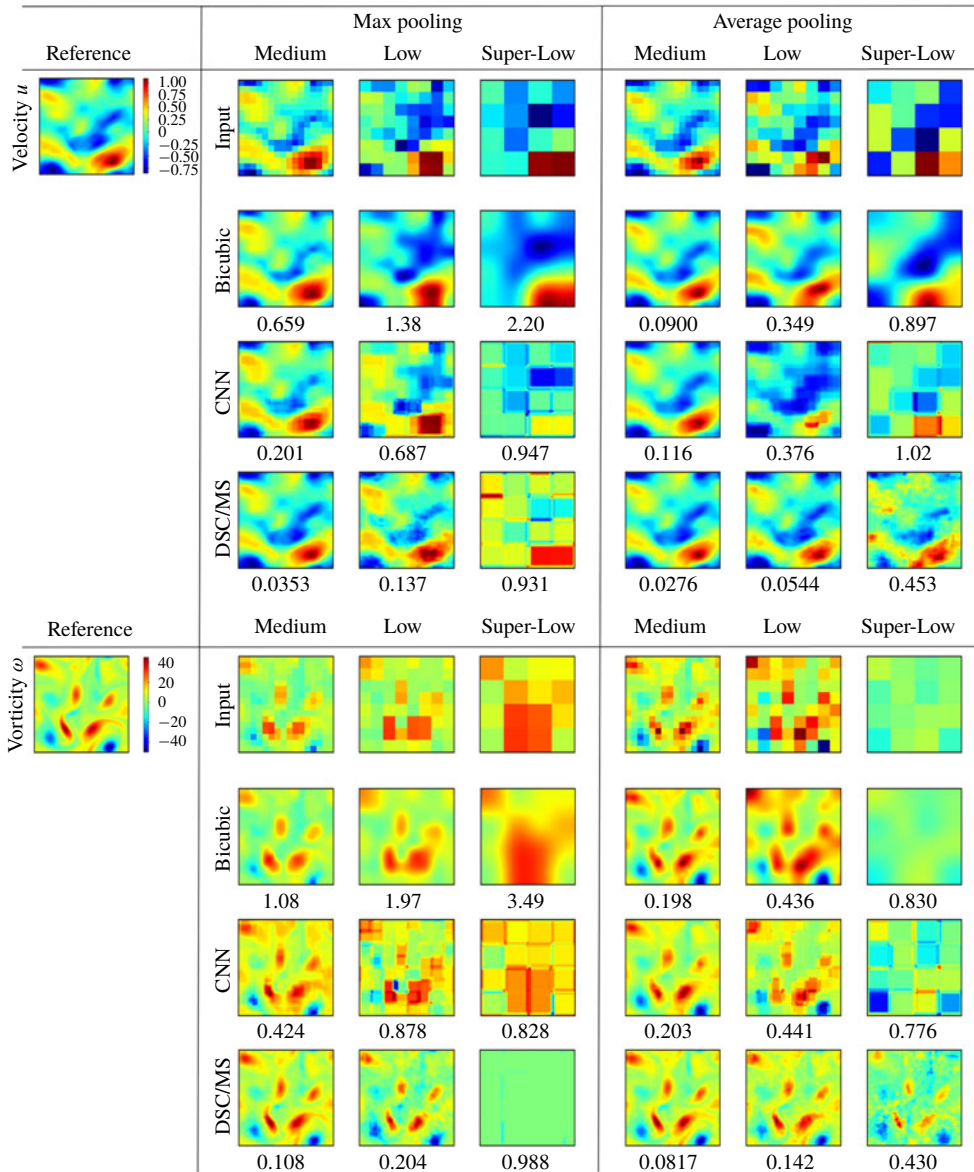 Max pooling Average pooling
Reference Medium Low Super-Low Medium Low Super-Low
Velocity u
1.00
0.75
0.50
0.25
0
−0.25
−0.50
−0.75
Input
Bicubic
0.659 1.38 2.20 0.0900 0.349 0.897
CNN
0.201 0.687 0.947 0.116 0.376 1.02
DSC/MS
0.0353 0.137 0.931 0.0276 0.0544 0.453
Reference Medium Low Super-Low Medium Low Super-Low
Vorticity ω
40
20
0
−20
−40
Input
Bicubic
1.08 1.97 3.49 0.198 0.436 0.830
CNN
0.424 0.878 0.828 0.203 0.441 0.776
DSC/MS
0.108 0.204 0.988 0.0817 0.142 0.430